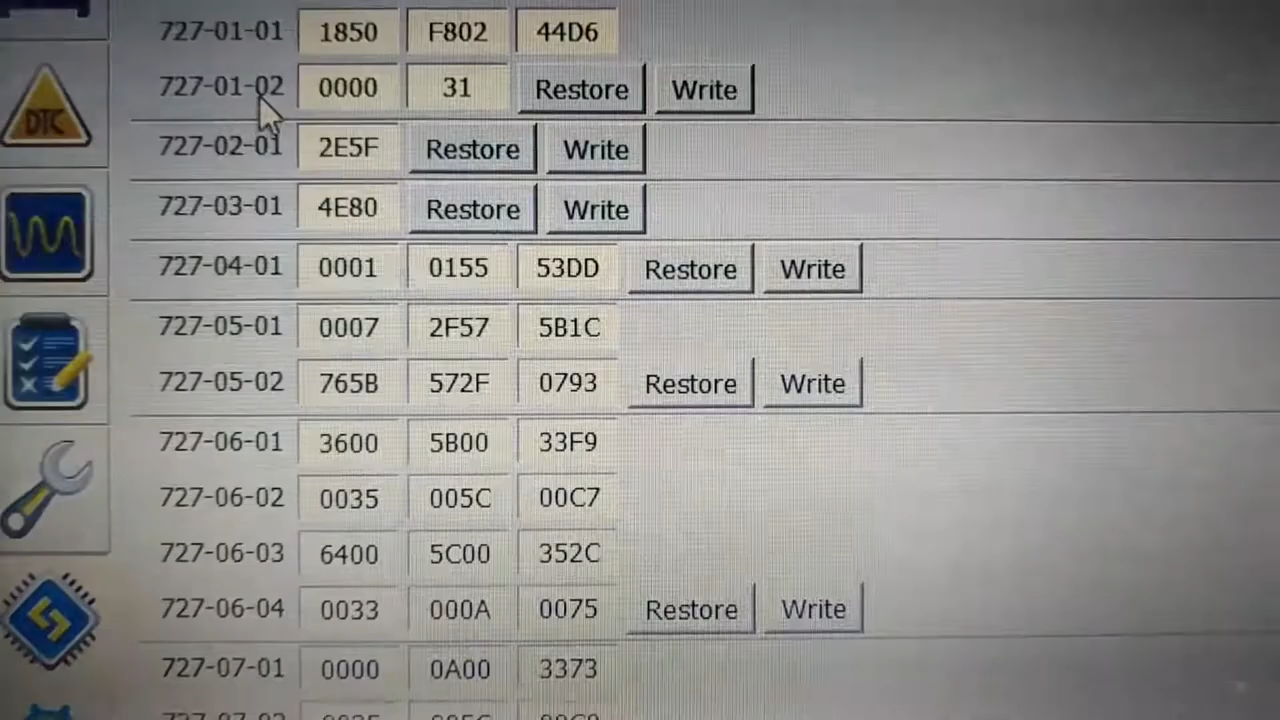 727-01-01 1850 F802 44D6
727-01-02 0000 31 Restore Write
DTC
727-02-01 2E5F Restore Write
727-03-01 4E80 Restore Write
727-04-01 0001 0155 53DD Restore Write
727-05-01 0007 2F57 5B1C
727-05-02 765B 572F 0793 Restore Write
727-06-01 3600 5B00 33F9
727-06-02 0035 005C 00C7
727-06-03 6400 5C00 352C
727-06-04 0033 000A 0075 Restore Write
727-07-01 0000 0A00 3373